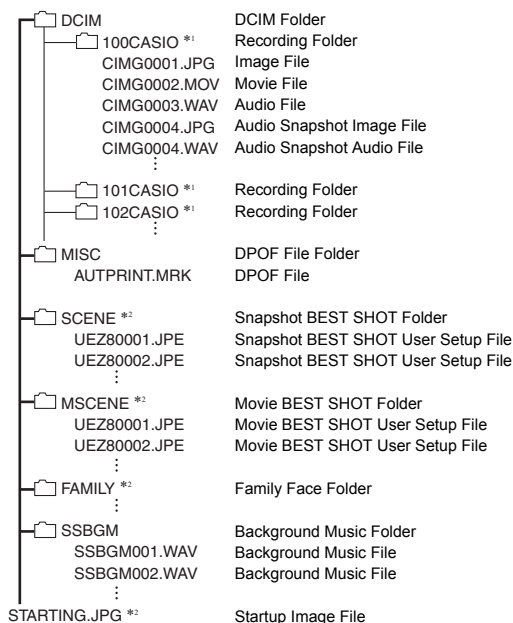 DCIM DCIM Folder
100CASIO *1 Recording Folder
CIMG0001.JPG Image File
CIMG0002.MOV Movie File
CIMG0003.WAV Audio File
CIMG0004.JPG Audio Snapshot Image File
CIMG0004.WAV Audio Snapshot Audio File
101CASIO *1 Recording Folder
102CASIO *1 Recording Folder
MISC DPOF File Folder
AUTPRINT.MRK DPOF File
SCENE *2 Snapshot BEST SHOT Folder
UEZ80001.JPE Snapshot BEST SHOT User Setup File
UEZ80002.JPE Snapshot BEST SHOT User Setup File
MSCENE *2 Movie BEST SHOT Folder
UEZ80001.JPE Movie BEST SHOT User Setup File
UEZ80002.JPE Movie BEST SHOT User Setup File
FAMILY *2 Family Face Folder
SSBGM Background Music Folder
SSBGM001.WAV Background Music File
SSBGM002.WAV Background Music File
STARTING.JPG *2 Startup Image File